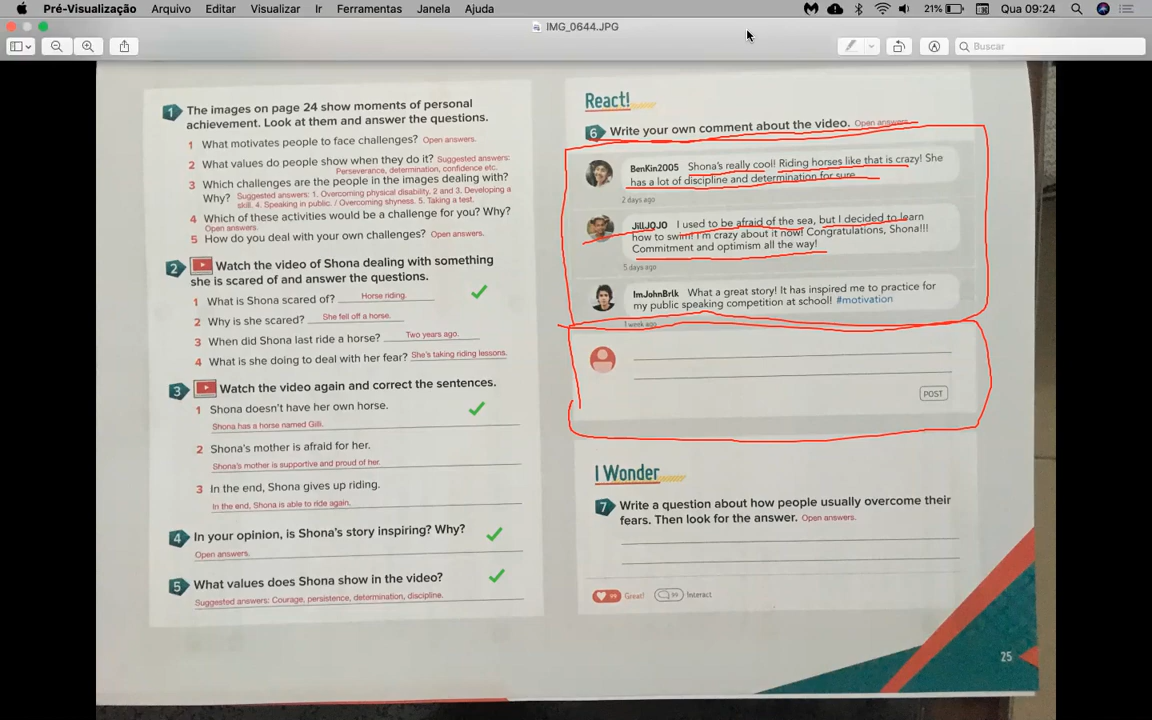 Pré-Visualização Arquivo Editar Visualizar Ir Ferramentas Janela Ajuda 21% Qua 09:24
IMG_0644.JPG
Buscar
1 The images on page 24 show moments of personal
achievement. Look at them and answer the questions.
1 What motivates people to face challenges? Open answers.
2 What values do people show when they do it? Suggested answers:
Perseverance, determination, confidence etc.
3 Which challenges are the people in the images dealing with?
Why? Suggested answers: 1. Overcoming physical disability. 2 and 3. Developing a
skill. 4. Speaking in public. / Overcoming shyness. 5. Taking a test.
4 Which of these activities would be a challenge for you? Why?
Open answers.
5 How do you deal with your own challenges? Open answers.
2 Watch the video of Shona dealing with something
she is scared of and answer the questions.
1 What is Shona scared of? Horse riding.
2 Why is she scared? She fell off a horse.
3 When did Shona last ride a horse? Two years ago.
4 What is she doing to deal with her fear? She's taking riding lessons.
3 Watch the video again and correct the sentences.
1 Shona doesn't have her own horse.
Shona has a horse named Gilli.
2 Shona's mother is afraid for her.
Shona's mother is supportive and proud of her.
3 In the end, Shona gives up riding.
In the end, Shona is able to ride again.
4 In your opinion, is Shona's story inspiring? Why?
Open answers.
5 What values does Shona show in the video?
Suggested answers: Courage, persistence, determination, discipline.
React!
6 Write your own comment about the video. Open answers.
BenKin2005 Shona's really cool! Riding horses like that is crazy! She
has a lot of discipline and determination for sure.
2 days ago
JillJOJO I used to be afraid of the sea, but I decided to learn
how to swim! I'm crazy about it now! Congratulations, Shona!!!
Commitment and optimism all the way!
5 days ago
ImJohnBrlk What a great story! It has inspired me to practice for
my public speaking competition at school! #motivation
1 week ago
POST
I Wonder
7 Write a question about how people usually overcome their
fears. Then look for the answer. Open answers.
99 Great! 99 Interact
25